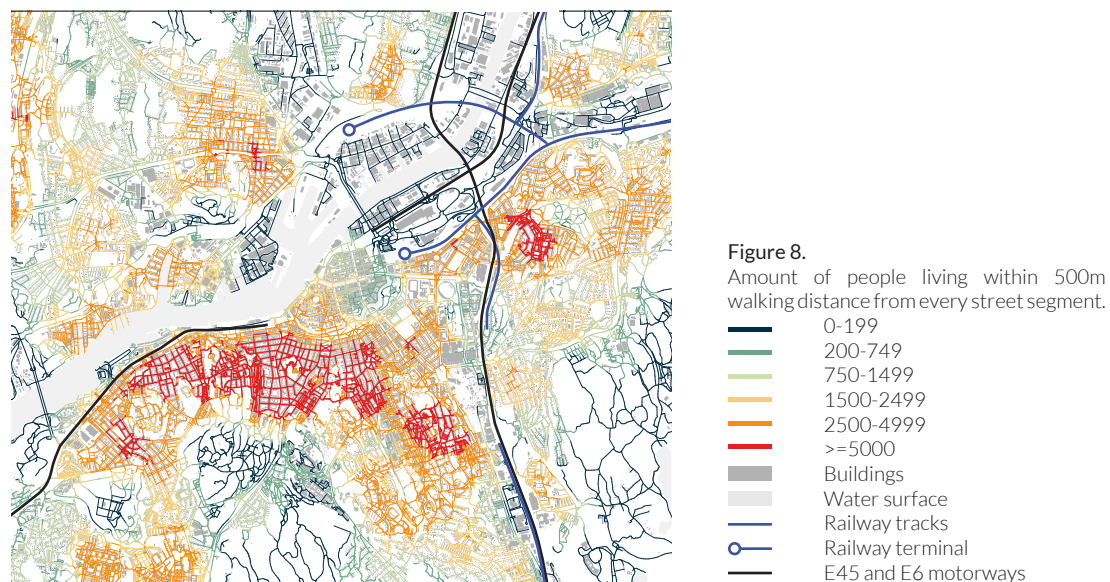 Figure 8.
Amount of people living within 500m
walking distance from every street segment.
0-199
200-749
750-1499
1500-2499
2500-4999
>=5000
Buildings
Water surface
Railway tracks
Railway terminal
E45 and E6 motorways